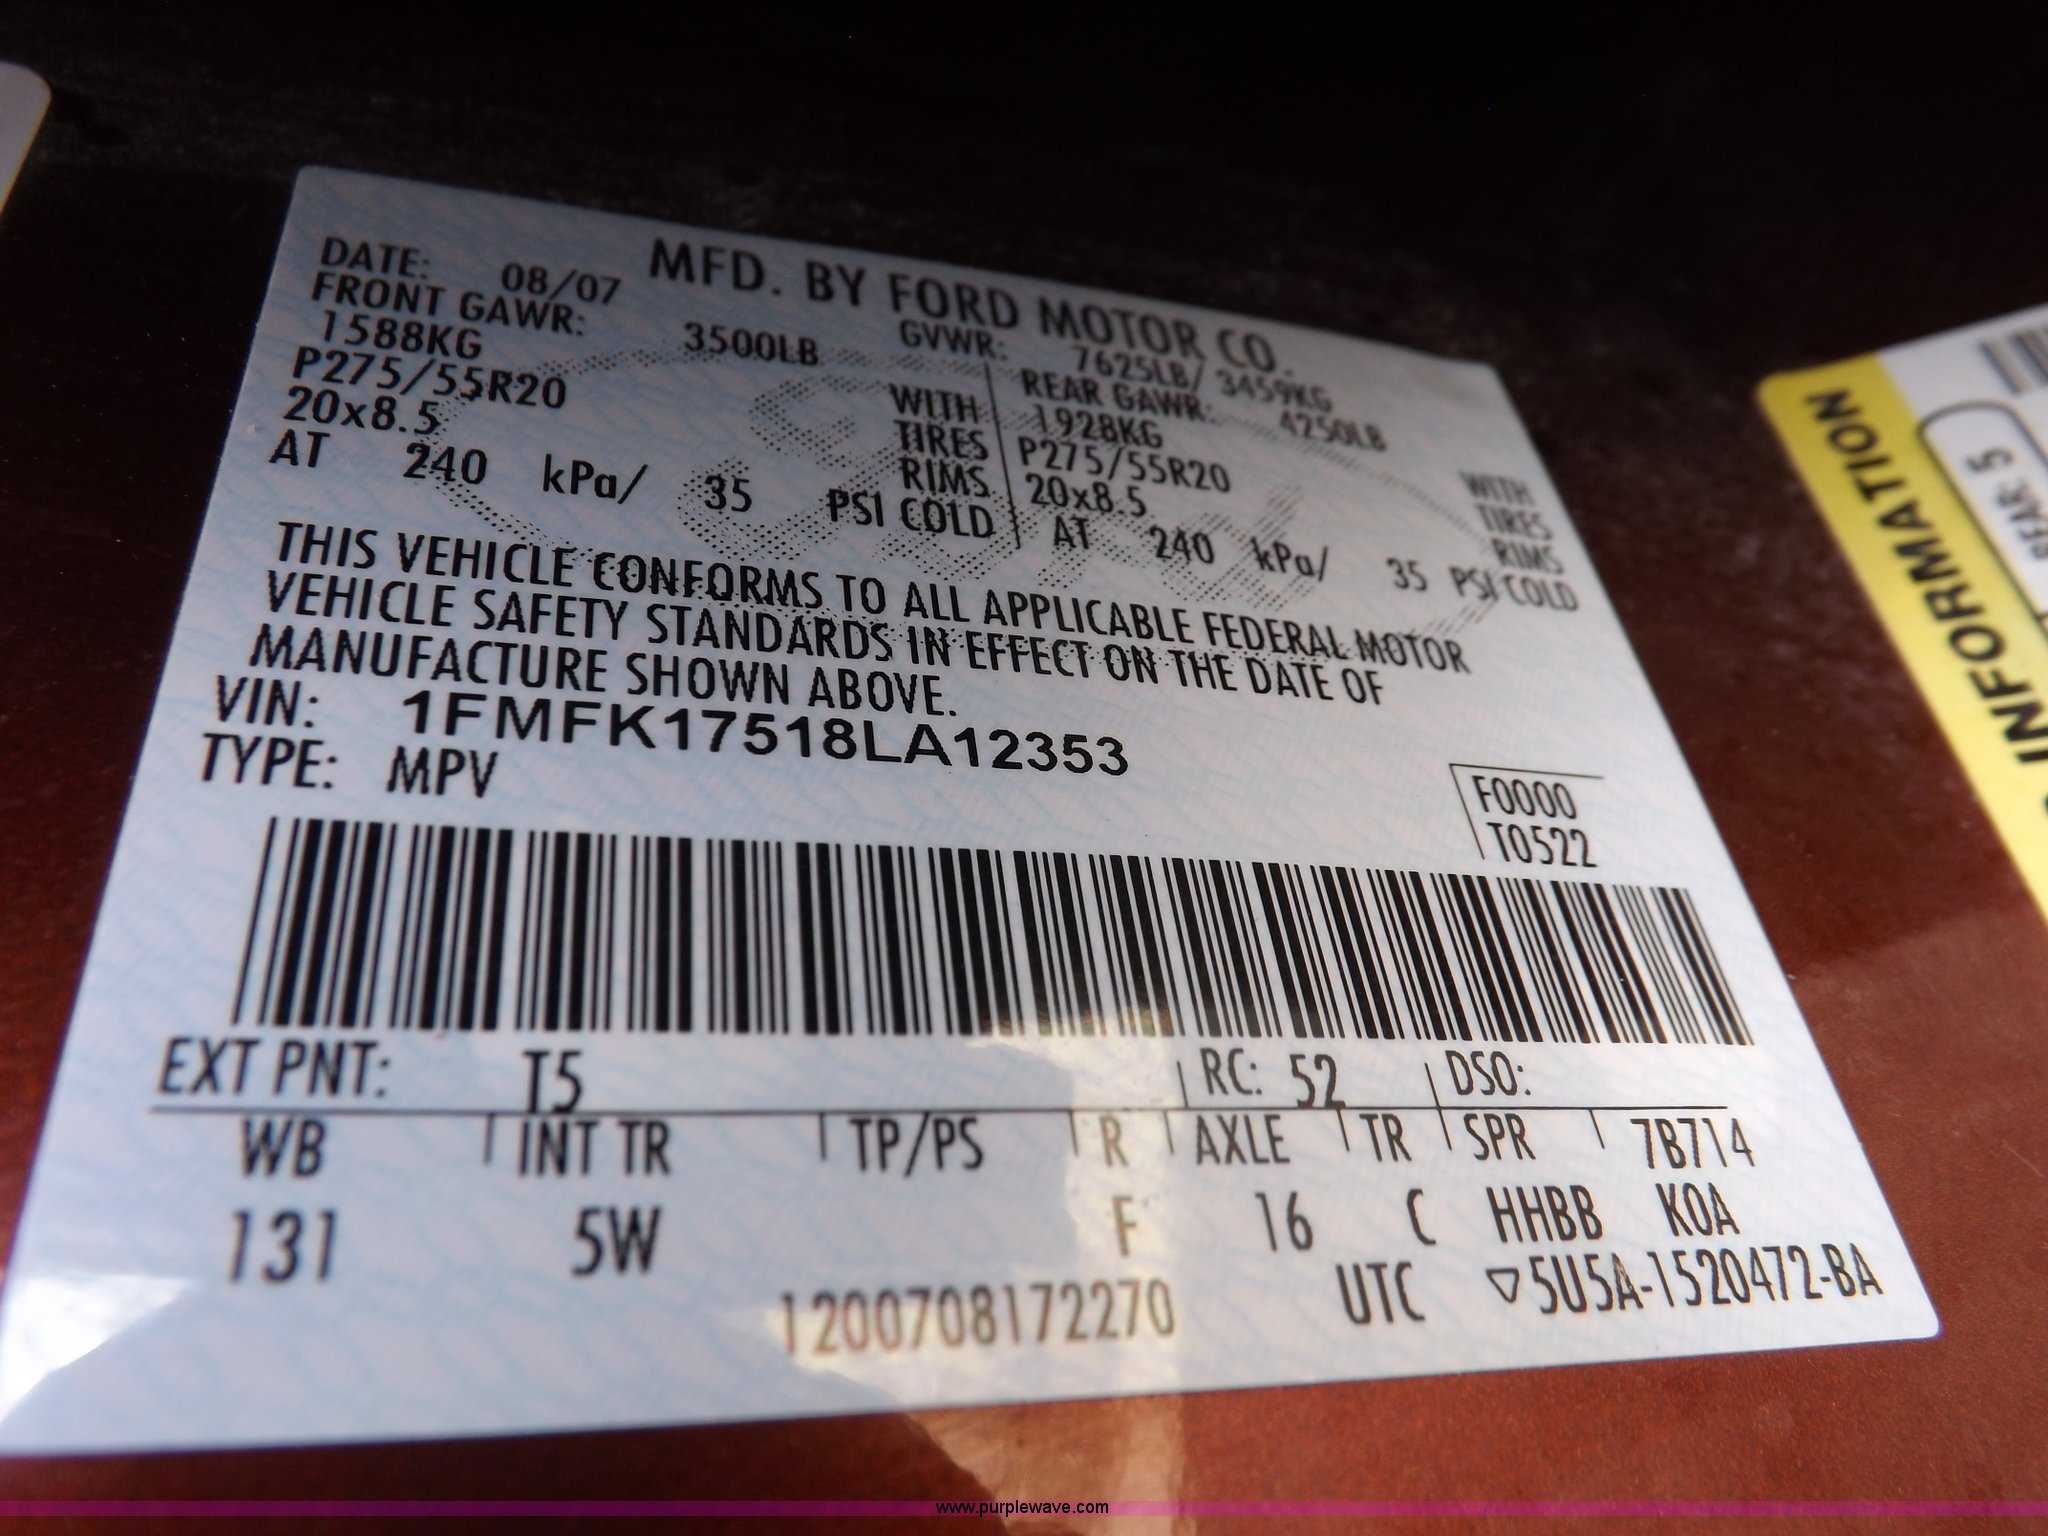 MFD. BY FORD MOTOR CO.
DATE: 08/07
GVWR: 7625LB/ 3459KG
FRONT GAWR: 3500LB
1588KG
P275/55R20
20x8.5
AT 240 kPa/ 35 PSI COLD
WITH
TIRES
RIMS
REAR GAWR: 4250LB
1928KG
P275/55R20
20x8.5
AT 240 kPa/ 35 PSI COLD
WITH
TIRES
RIMS
THIS VEHICLE CONFORMS TO ALL APPLICABLE FEDERAL MOTOR
VEHICLE SAFETY STANDARDS IN EFFECT ON THE DATE OF
MANUFACTURE SHOWN ABOVE.
VIN: 1FMFK17518LA12353
TYPE: MPV
F0000
T0522
EXT PNT: T5 RC: 52 DSO:
WB INT TR TP/PS R AXLE TR SPR 7B714
131 5W F 16 C HHBB K0A
UTC ▽5U5A-1520472-BA
1200708172270
INFORMATION
REAR: 5
www.purplewave.com